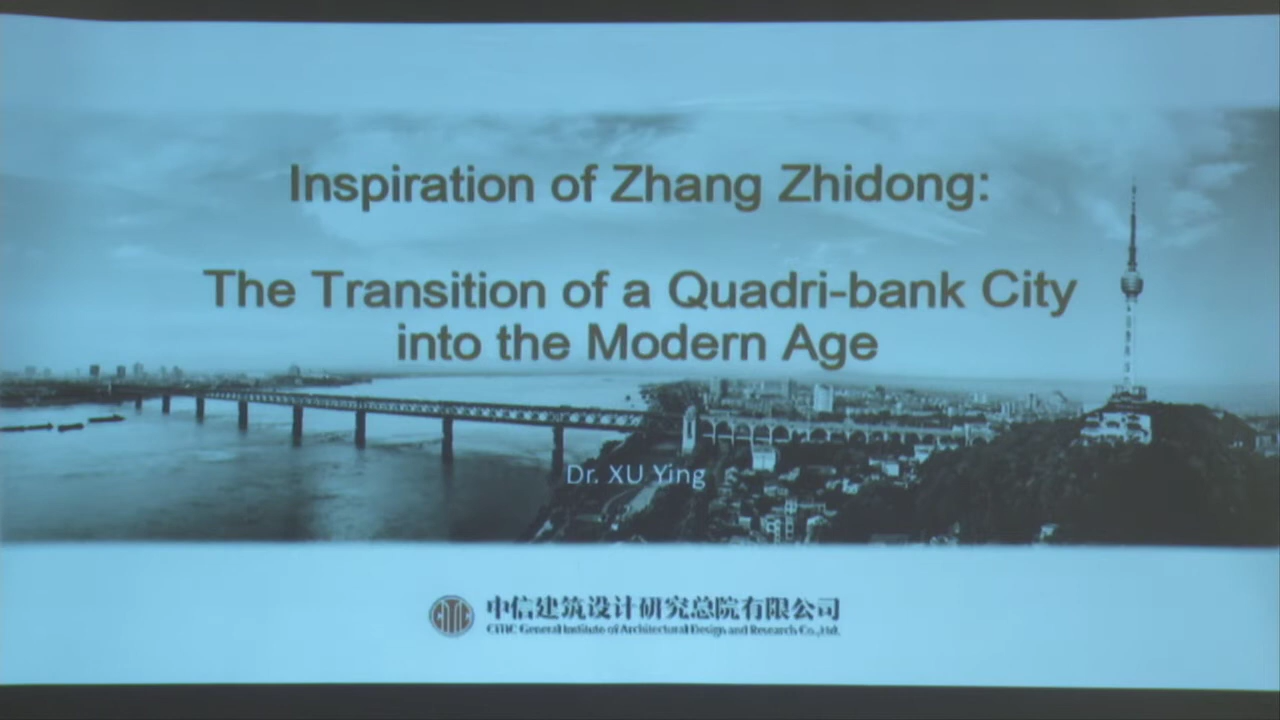 Inspiration of Zhang Zhidong:
The Transition of a Quadri-bank City
into the Modern Age
Dr. XU Ying
CITIC 中信建筑设计研究总院有限公司
CITIC General Institute of Architectural Design and Research Co., Ltd.